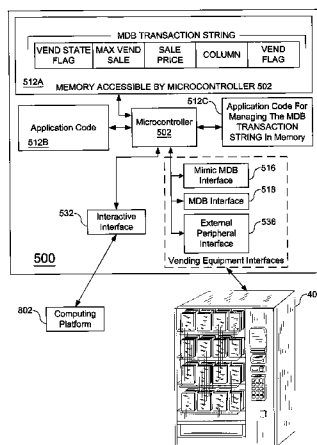 MDB TRANSACTION STRING
VEND STATE FLAG
MAX VEND SALE
SALE PRICE
COLUMN
VEND FLAG
512A
MEMORY ACCESSIBLE BY MICROCONTROLLER 502
512C
Application Code
512B
Microcontroller
502
Application Code For
Managing The MDB
TRANSACTION
STRING In Memory
Mimic MDB
Interface
516
MDB Interface
518
External
Peripheral
Interface
536
Vending Equipment Interfaces
532
Interactive
Interface
500
802
Computing
Platform